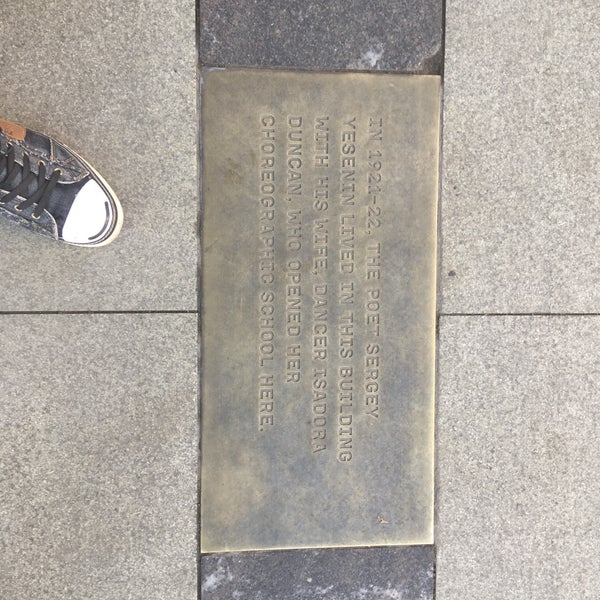 IN 1921–22, THE POET SERGEY
YESENIN LIVED IN THIS BUILDING
WITH HIS WIFE, DANCER ISADORA
DUNCAN, WHO OPENED HER
CHOREOGRAPHIC SCHOOL HERE.